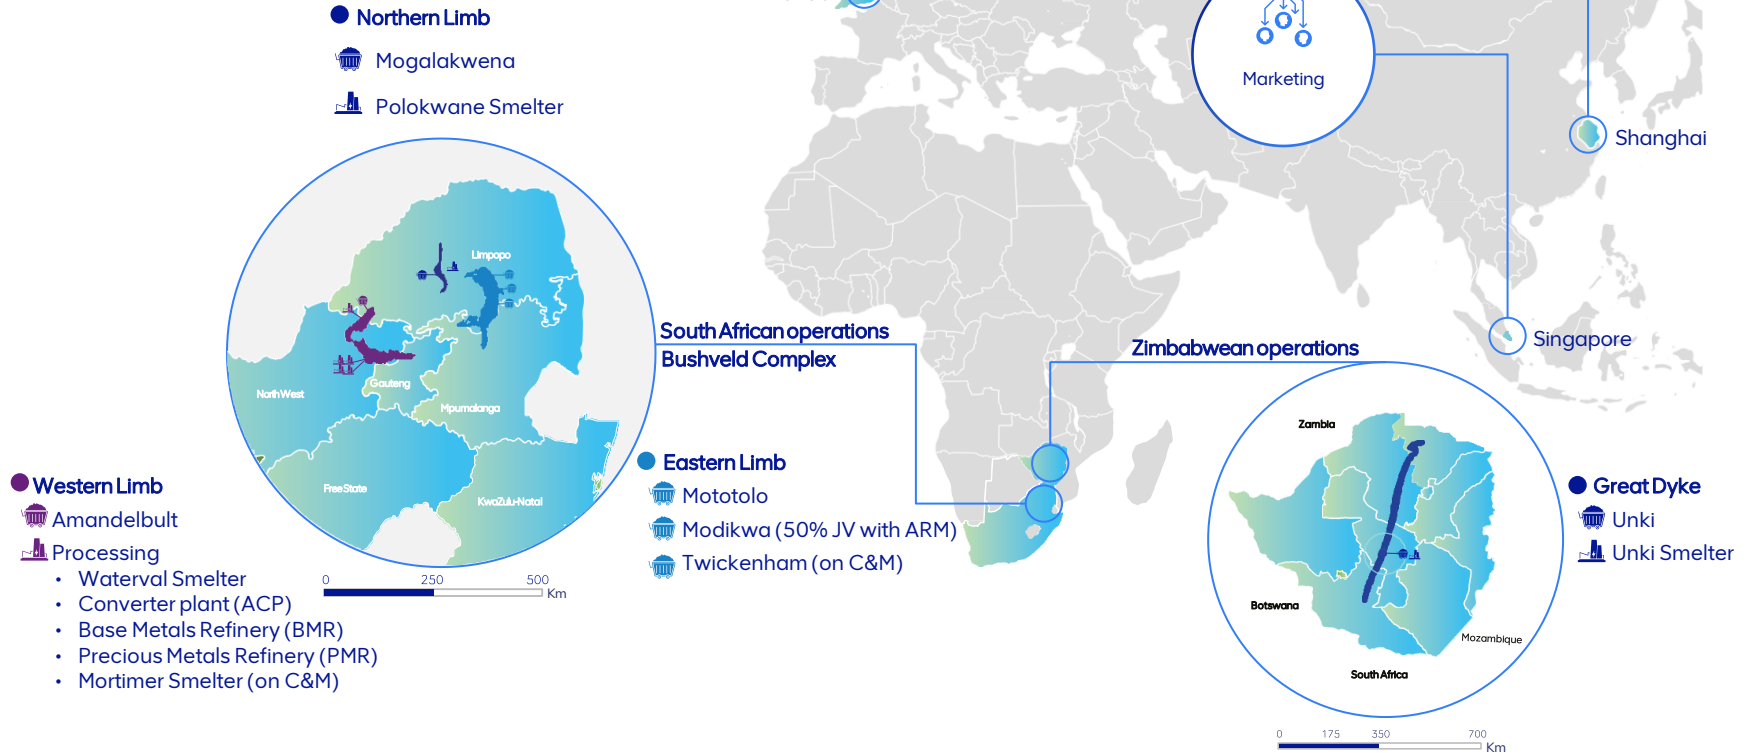 Northern Limb
Mogalakwena
Polokwane Smelter
Marketing
Shanghai
Singapore
Limpopo
North West
Gauteng
Mpumalanga
Free State
KwaZulu-Natal
South African operations
Bushveld Complex
Zimbabwean operations
Western Limb
Amandelbult
Processing
• Waterval Smelter
• Converter plant (ACP)
• Base Metals Refinery (BMR)
• Precious Metals Refinery (PMR)
• Mortimer Smelter (on C&M)
0 250 500 Km
Eastern Limb
Mototolo
Modikwa (50% JV with ARM)
Twickenham (on C&M)
Zambia
Botswana
Mozambique
South Africa
Great Dyke
Unki
Unki Smelter
0 175 350 700 Km